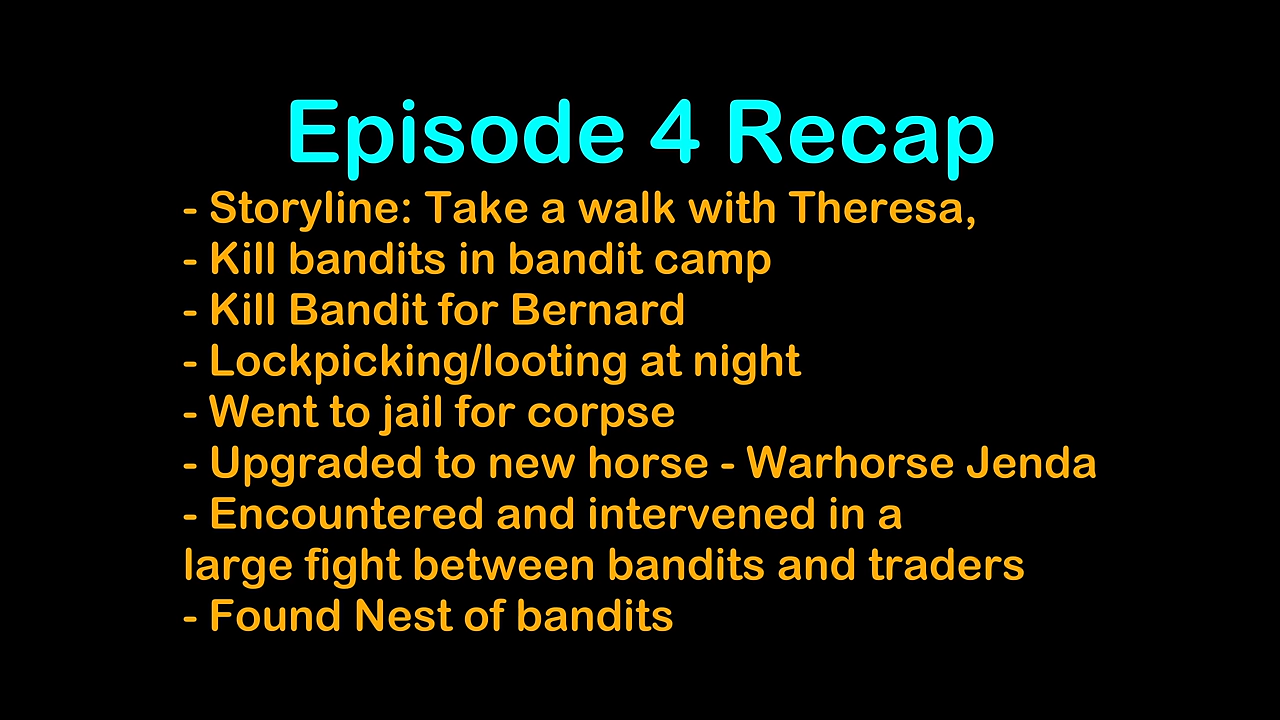 Episode 4 Recap
- Storyline: Take a walk with Theresa,
- Kill bandits in bandit camp
- Kill Bandit for Bernard
- Lockpicking/looting at night
- Went to jail for corpse
- Upgraded to new horse - Warhorse Jenda
- Encountered and intervened in a
large fight between bandits and traders
- Found Nest of bandits